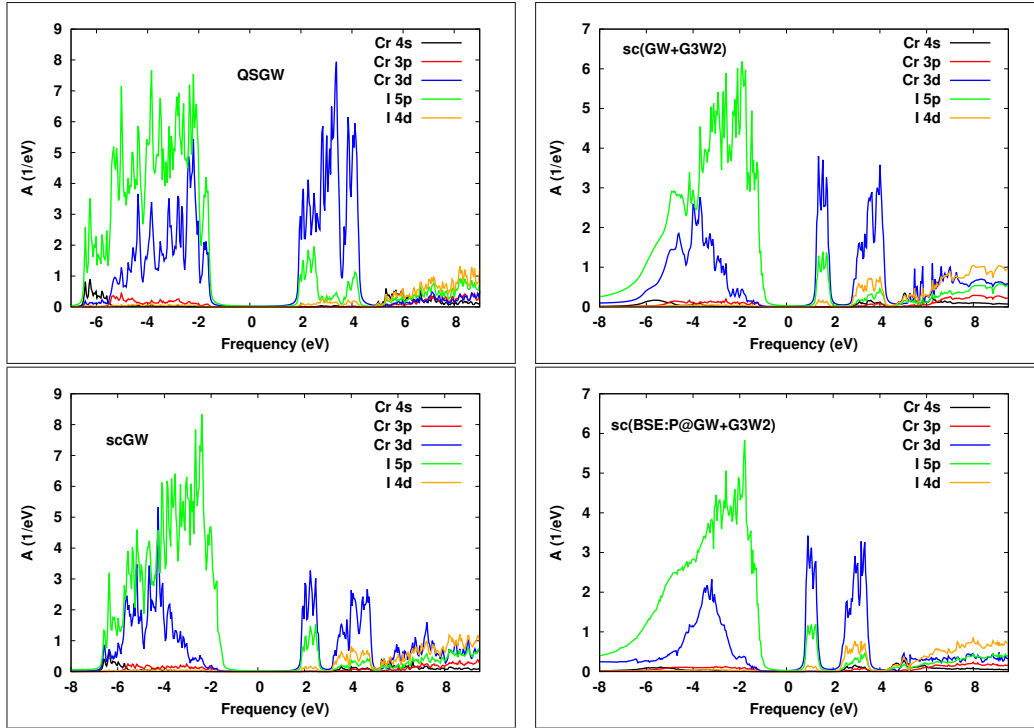 9
8
7
6
5
4
3
2
1
0
A (1/eV)
QSGW
Cr 4s
Cr 3p
Cr 3d
I 5p
I 4d
-6 -4 -2 0 2 4 6 8
Frequency (eV)
7
6
5
4
3
2
1
0
A (1/eV)
sc(GW+G3W2)
Cr 4s
Cr 3p
Cr 3d
I 5p
I 4d
-8 -6 -4 -2 0 2 4 6 8
Frequency (eV)
9
8
7
6
5
4
3
2
1
0
A (1/eV)
scGW
Cr 4s
Cr 3p
Cr 3d
I 5p
I 4d
-8 -6 -4 -2 0 2 4 6 8
Frequency (eV)
7
6
5
4
3
2
1
0
A (1/eV)
sc(BSE:P@GW+G3W2)
Cr 4s
Cr 3p
Cr 3d
I 5p
I 4d
-8 -6 -4 -2 0 2 4 6 8
Frequency (eV)